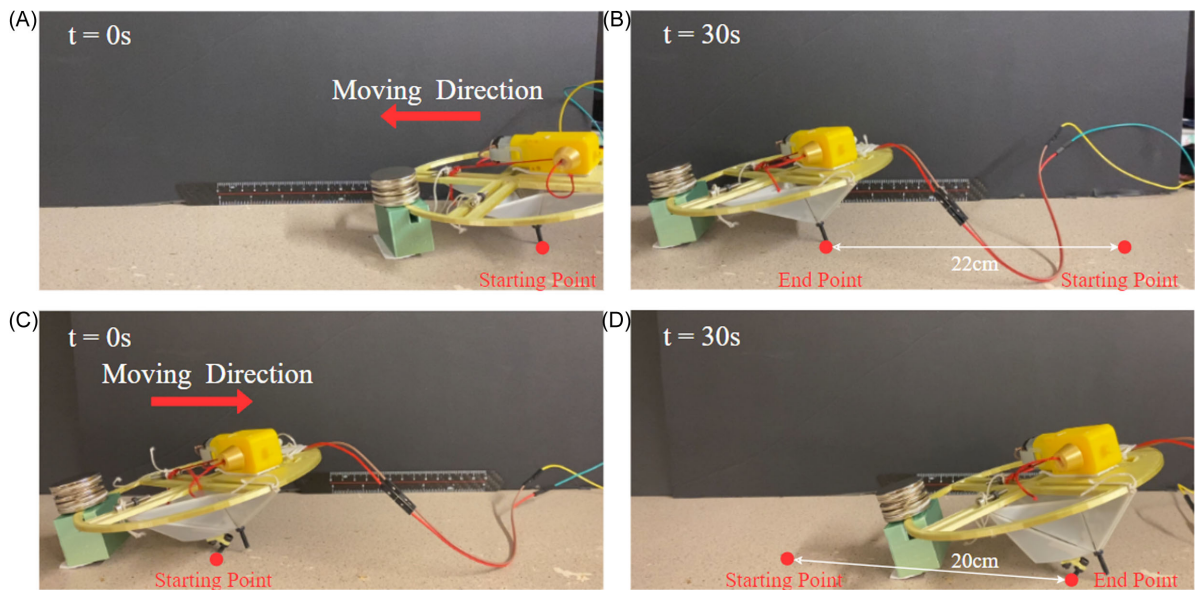 (A)
t = 0s
Moving Direction
Starting Point
(B)
t = 30s
22cm
End Point
Starting Point
(C)
t = 0s
Moving Direction
Starting Point
(D)
t = 30s
20cm
Starting Point
End Point